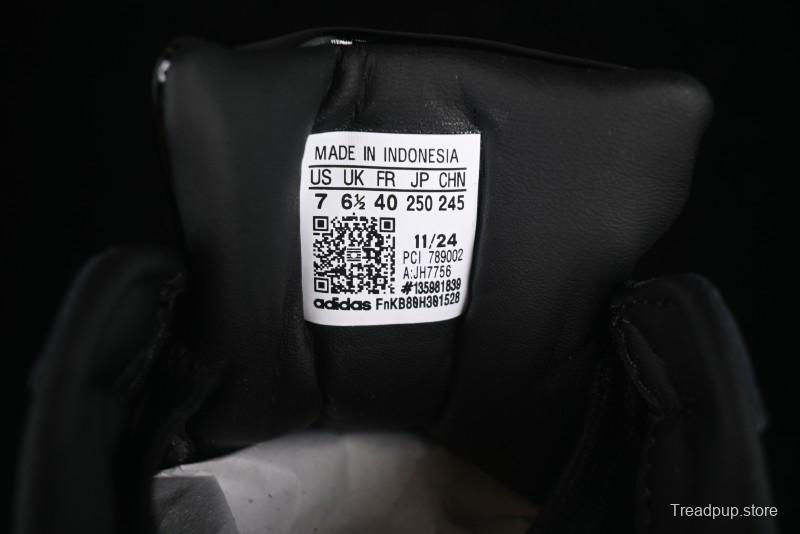 MADE IN INDONESIA
US UK FR JP CHN
7 6½ 40 250 245
11/24
PCI 789002
A:JH7756
#135981839
adidas FnKB80H301528
Treadpup.store